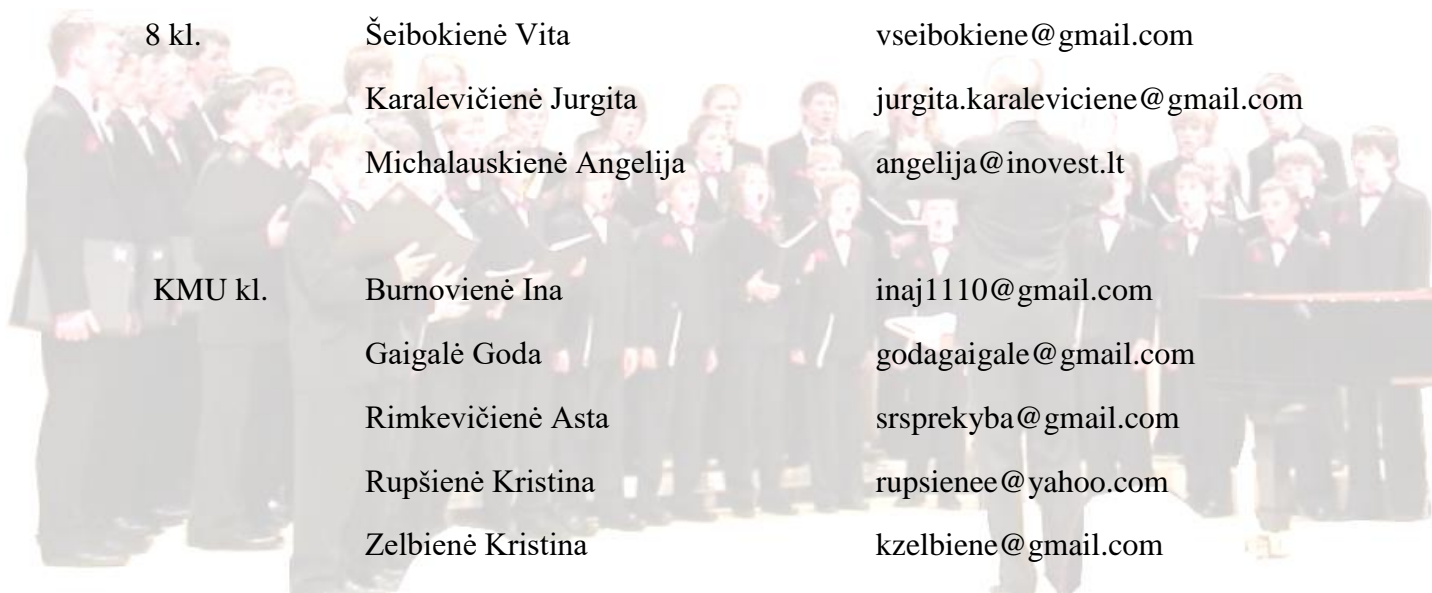 8 kl. Šeibokienė Vita vseibokiene@gmail.com
Karalevičienė Jurgita jurgita.karaleviciene@gmail.com
Michalauskienė Angelija angelija@inovest.lt
KMU kl. Burnovienė Ina inaj1110@gmail.com
Gaigalė Goda godagaigale@gmail.com
Rimkevičienė Asta srsprekyba@gmail.com
Rupšienė Kristina rupsienee@yahoo.com
Zelbienė Kristina kzelbiene@gmail.com